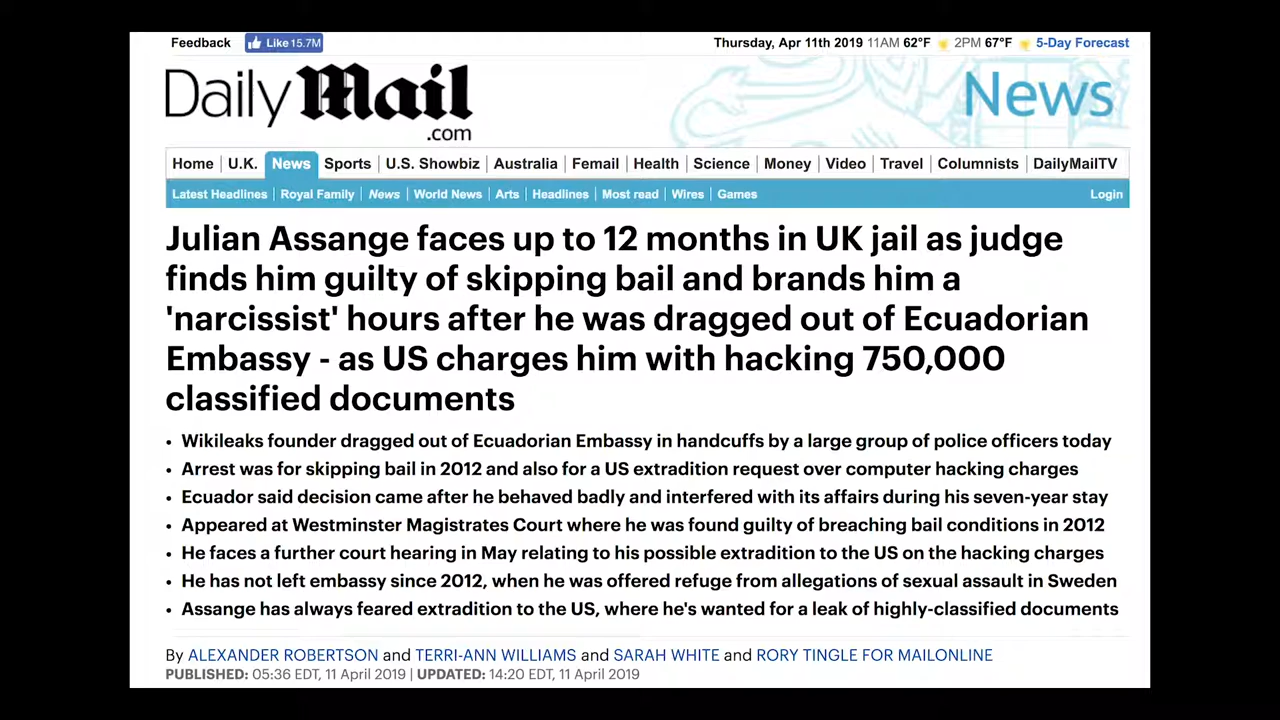 Feedback Like 15.7M Thursday, Apr 11th 2019 11AM 62°F 2PM 67°F 5-Day Forecast
Daily Mail .com News
Home U.K. News Sports U.S. Showbiz Australia Femail Health Science Money Video Travel Columnists DailyMailTV
Latest Headlines Royal Family News World News Arts Headlines Most read Wires Games Login
Julian Assange faces up to 12 months in UK jail as judge
finds him guilty of skipping bail and brands him a
'narcissist' hours after he was dragged out of Ecuadorian
Embassy - as US charges him with hacking 750,000
classified documents
• Wikileaks founder dragged out of Ecuadorian Embassy in handcuffs by a large group of police officers today
• Arrest was for skipping bail in 2012 and also for a US extradition request over computer hacking charges
• Ecuador said decision came after he behaved badly and interfered with its affairs during his seven-year stay
• Appeared at Westminster Magistrates Court where he was found guilty of breaching bail conditions in 2012
• He faces a further court hearing in May relating to his possible extradition to the US on the hacking charges
• He has not left embassy since 2012, when he was offered refuge from allegations of sexual assault in Sweden
• Assange has always feared extradition to the US, where he's wanted for a leak of highly-classified documents
By ALEXANDER ROBERTSON and TERRI-ANN WILLIAMS and SARAH WHITE and RORY TINGLE FOR MAILONLINE
PUBLISHED: 05:36 EDT, 11 April 2019 | UPDATED: 14:20 EDT, 11 April 2019